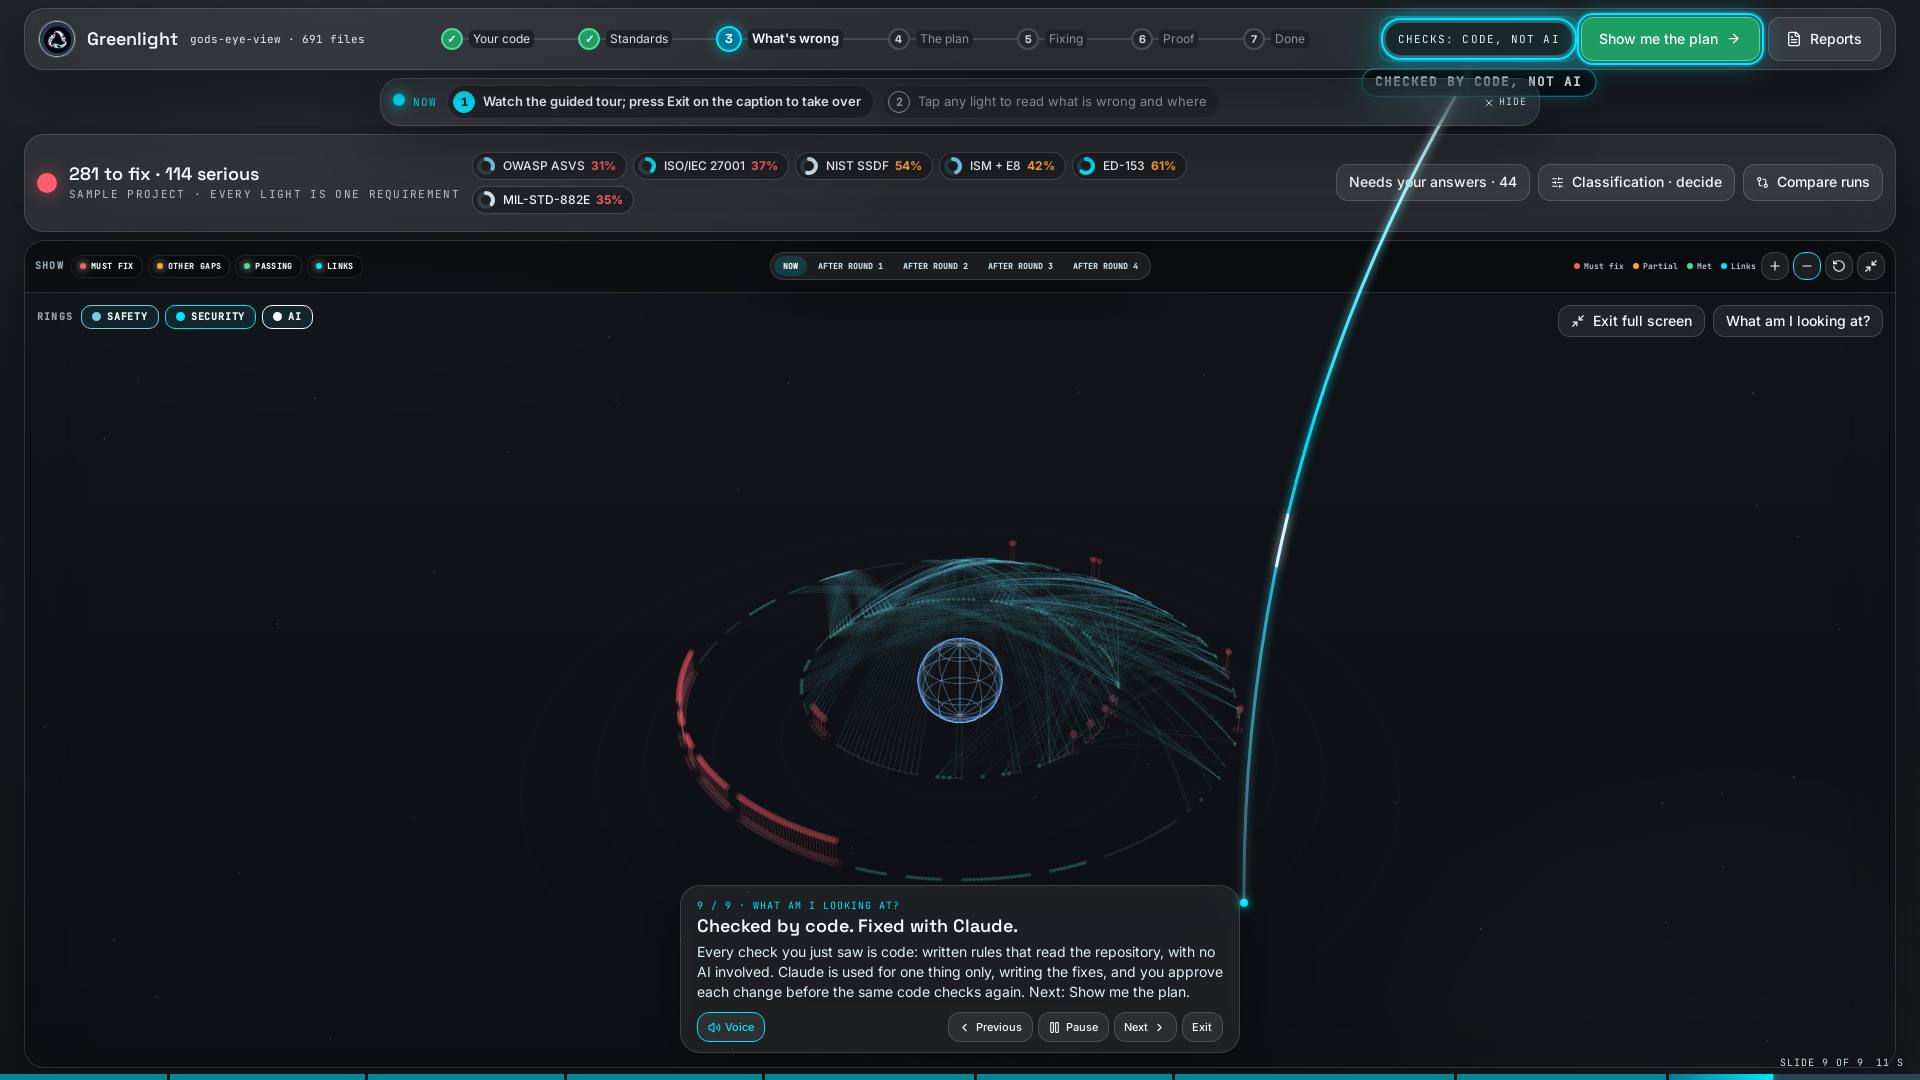 Greenlight gods-eye-view · 691 files
✓ Your code ✓ Standards 3 What's wrong 4 The plan 5 Fixing 6 Proof 7 Done
CHECKS: CODE, NOT AI Show me the plan → Reports
CHECKED BY CODE, NOT AI
NOW 1 Watch the guided tour; press Exit on the caption to take over 2 Tap any light to read what is wrong and where × HIDE
281 to fix · 114 serious
SAMPLE PROJECT · EVERY LIGHT IS ONE REQUIREMENT
OWASP ASVS 31% ISO/IEC 27001 37% NIST SSDF 54% ISM + E8 42% ED-153 61%
MIL-STD-882E 35%
Needs your answers · 44 Classification · decide Compare runs
SHOW MUST FIX OTHER GAPS PASSING LINKS
NOW AFTER ROUND 1 AFTER ROUND 2 AFTER ROUND 3 AFTER ROUND 4
Must fix Partial Met Links
RINGS SAFETY SECURITY AI
Exit full screen What am I looking at?
9 / 9 · WHAT AM I LOOKING AT?
Checked by code. Fixed with Claude.
Every check you just saw is code: written rules that read the repository, with no
AI involved. Claude is used for one thing only, writing the fixes, and you approve
each change before the same code checks again. Next: Show me the plan.
Voice Previous Pause Next Exit
SLIDE 9 OF 9 11 S